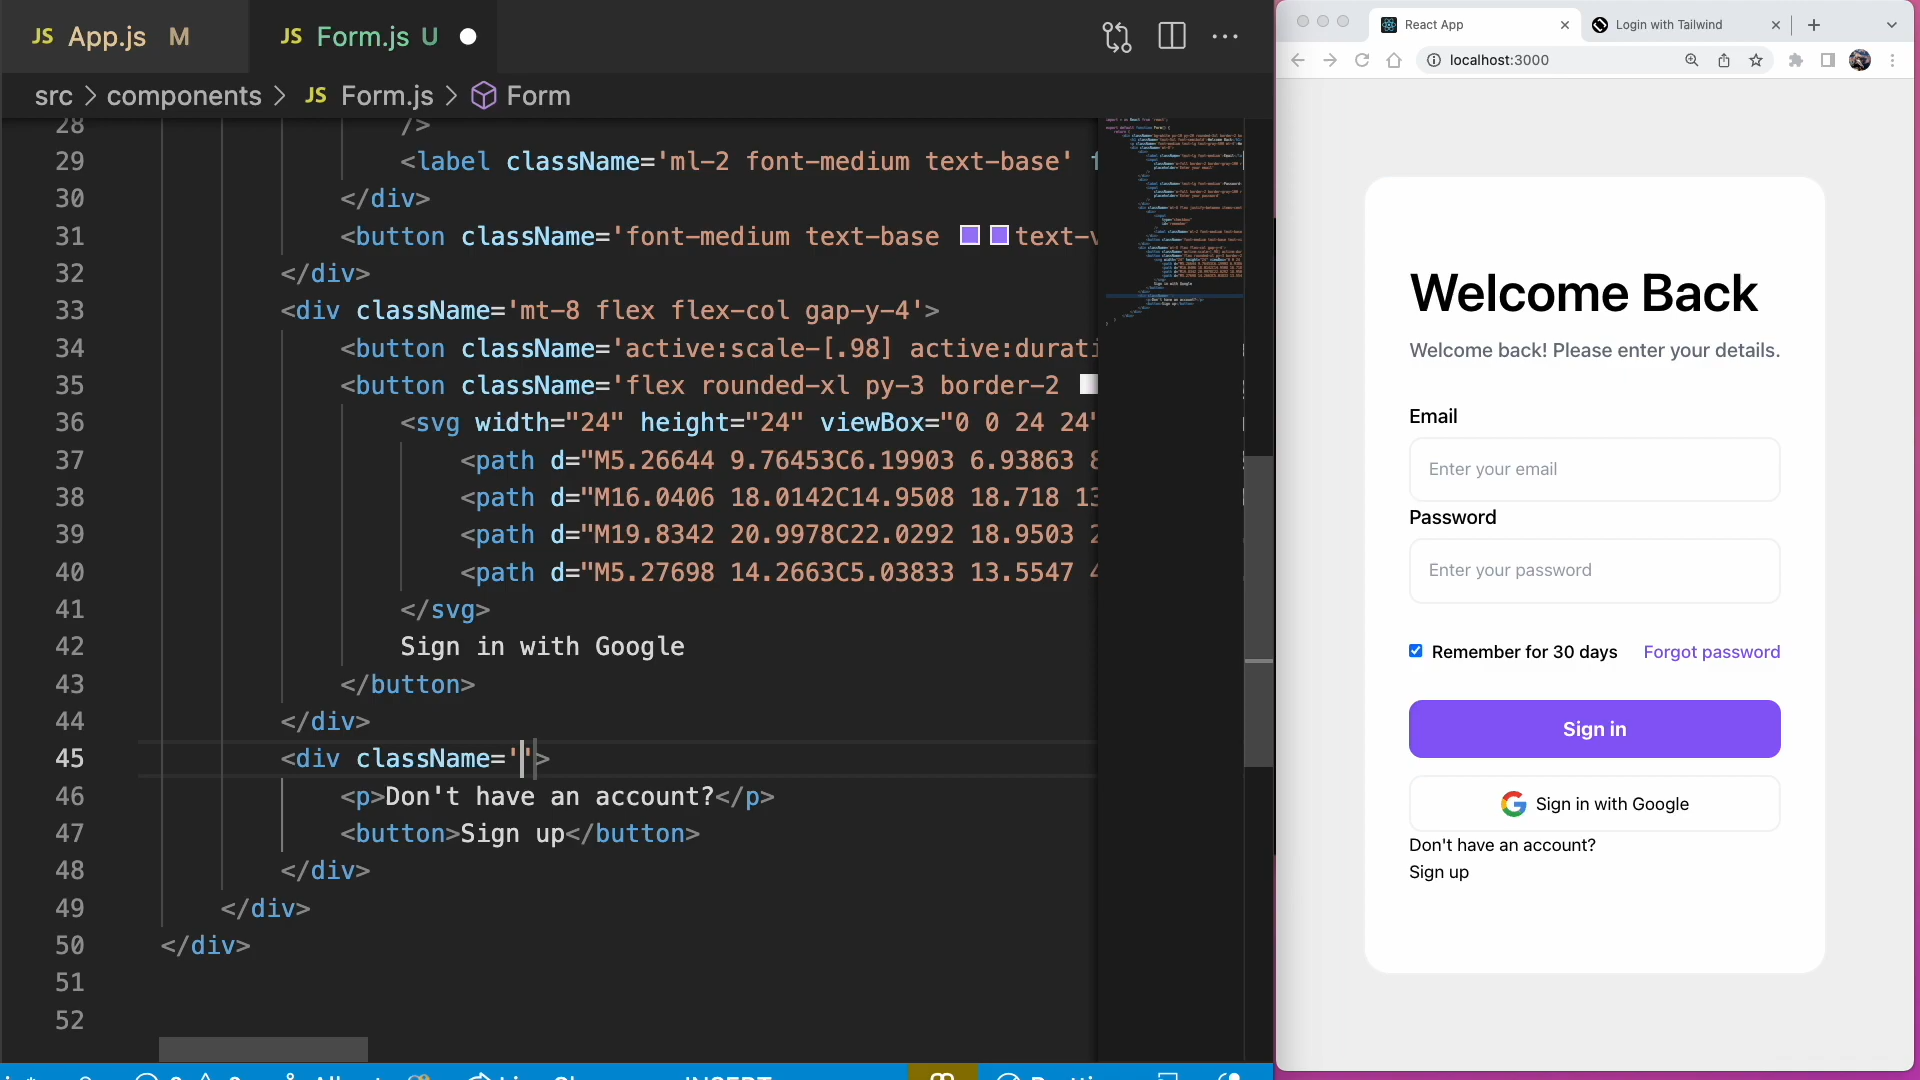 JS App.js M
JS Form.js U
src > components > JS Form.js > Form
28 />
29 <label className='ml-2 font-medium text-base'
30 </div>
31 <button className='font-medium text-base
32 </div>
33 <div className='mt-8 flex flex-col gap-y-4'>
34 <button className='active:scale-[.98]
35 <button className='flex rounded-xl py-3 border-2
36 <svg width="24" height="24" viewBox="0 0 24 24"
37 <path d="M5.26644 9.76453C6.19903 6.93863
38 <path d="M16.0406 18.0142C14.9508 18.718
39 <path d="M19.8342 20.9978C22.0292 18.9503
40 <path d="M5.27698 14.2663C5.03833 13.5547
41 </svg>
42 Sign in with Google
43 </button>
44 </div>
45 <div className=''>
46 <p>Don't have an account?</p>
47 <button>Sign up</button>
48 </div>
49 </div>
50 </div>
51
52
React App
Login with Tailwind
localhost:3000
Welcome Back
Welcome back! Please enter your details.
Email
Enter your email
Password
Enter your password
Remember for 30 days Forgot password
Sign in
Sign in with Google
Don't have an account?
Sign up